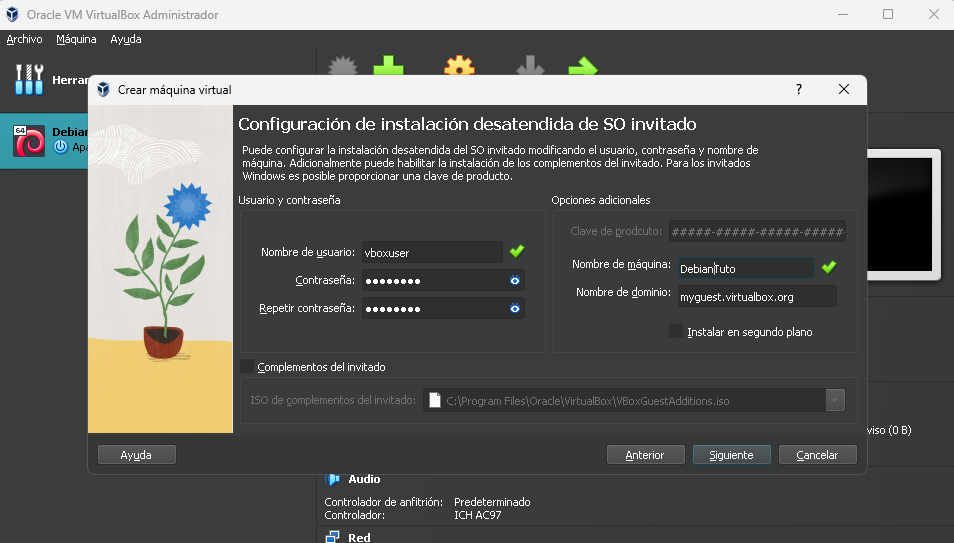 Oracle VM VirtualBox Administrador
Archivo Máquina Ayuda
Herran
64
Debian
Apa
Crear máquina virtual
?
Configuración de instalación desatendida de SO invitado
Puede configurar la instalación desatendida del SO invitado modificando el usuario, contraseña y nombre de
máquina. Adicionalmente puede habilitar la instalación de los complementos del invitado. Para los invitados
Windows es posible proporcionar una clave de producto.
Usuario y contraseña
Nombre de usuario: vboxuser
Contraseña: ●●●●●●●●
Repetir contraseña: ●●●●●●●●
Opciones adicionales
Clave de prodcuto: #####-#####-#####-#####-
Nombre de máquina: DebianTuto
Nombre de dominio: myguest.virtualbox.org
Instalar en segundo plano
Complementos del invitado
ISO de complementos del invitado: C:\Program Files\Oracle\VirtualBox\VBoxGuestAdditions.iso
viso (0 B)
Ayuda Anterior Siguiente Cancelar
Audio
Controlador de anfitrión: Predeterminado
Controlador: ICH AC97
Red